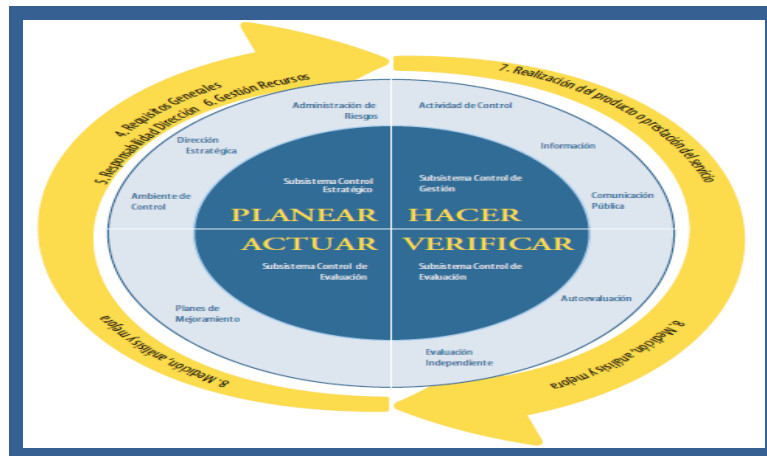 4. Requisitos Generales
5. Responsabilidad Dirección 6. Gestión Recursos
7. Realización del producto o prestación del servicio
Administración de
Riesgos
Actividad de Control
Dirección
Estratégica
Información
Ambiente de
Control
Comunicación
Pública
Subsistema Control
Estratégico
Subsistema Control de
Gestión
PLANEAR
HACER
ACTUAR
VERIFICAR
Subsistema Control de
Evaluación
Subsistema Control de
Evaluación
Planes de
Mejoramiento
Autoevaluación
Evaluación
Independiente
8. Medición, análisis y mejora
8. Medición, análisis y mejora